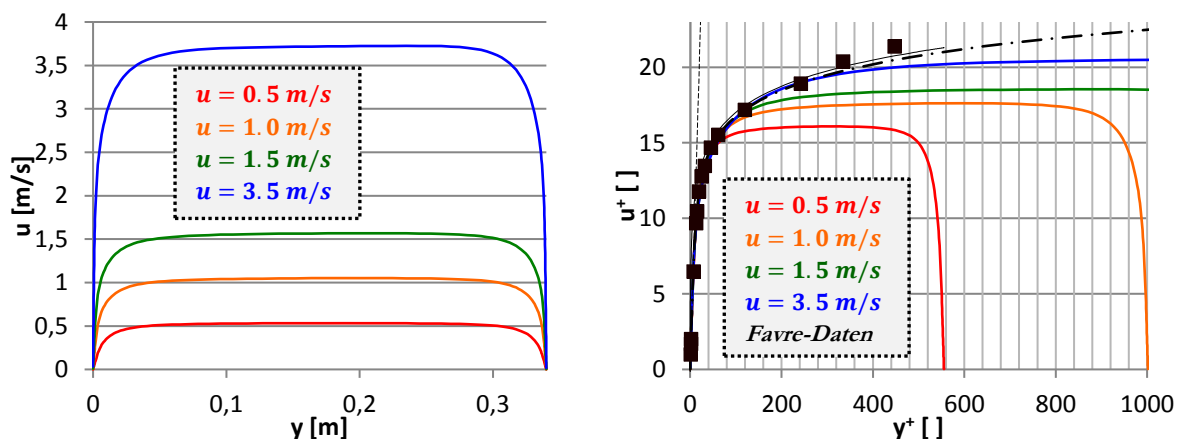 4
3,5
3
2,5
2
1,5
1
0,5
0
u [m/s]
u = 0.5 m/s
u = 1.0 m/s
u = 1.5 m/s
u = 3.5 m/s
0
0,1
0,2
0,3
y [m]
20
15
10
5
0
u⁺ [ ]
u = 0.5 m/s
u = 1.0 m/s
u = 1.5 m/s
u = 3.5 m/s
Favre-Daten
0
200
400
600
800
1000
y⁺ [ ]